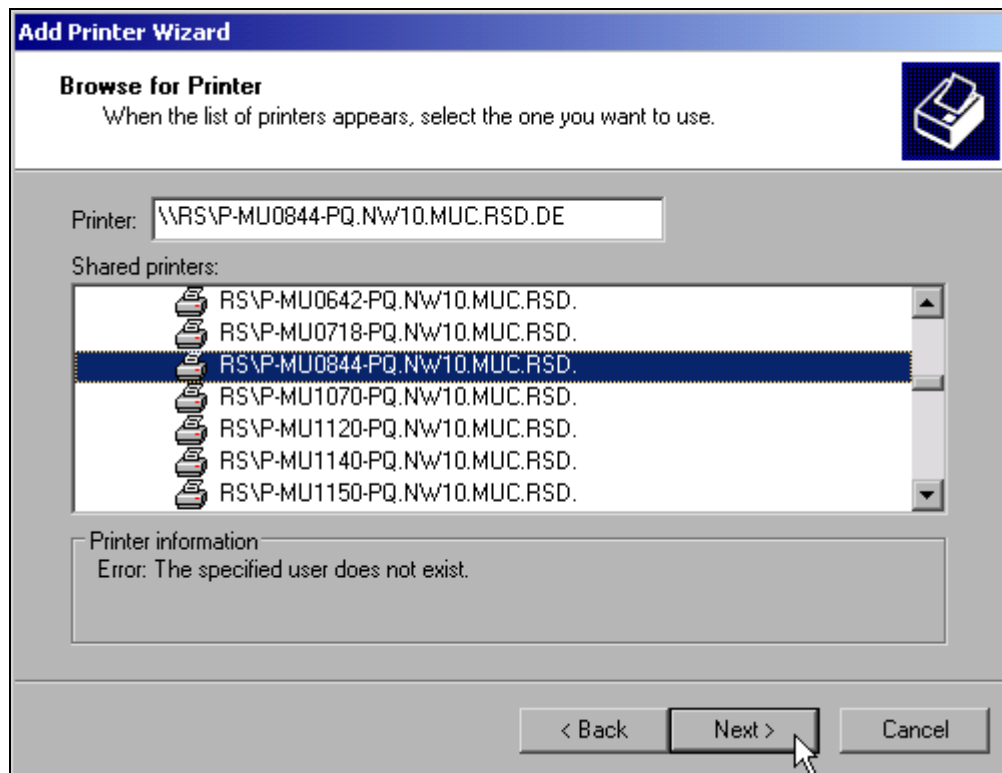 Add Printer Wizard
Browse for Printer
When the list of printers appears, select the one you want to use.
Printer: \\RS\P-MU0844-PQ.NW10.MUC.RSD.DE
Shared printers:
RS\P-MU0642-PQ.NW10.MUC.RSD.
RS\P-MU0718-PQ.NW10.MUC.RSD.
RS\P-MU0844-PQ.NW10.MUC.RSD.
RS\P-MU1070-PQ.NW10.MUC.RSD.
RS\P-MU1120-PQ.NW10.MUC.RSD.
RS\P-MU1140-PQ.NW10.MUC.RSD.
RS\P-MU1150-PQ.NW10.MUC.RSD.
Printer information
Error: The specified user does not exist.
< Back Next > Cancel